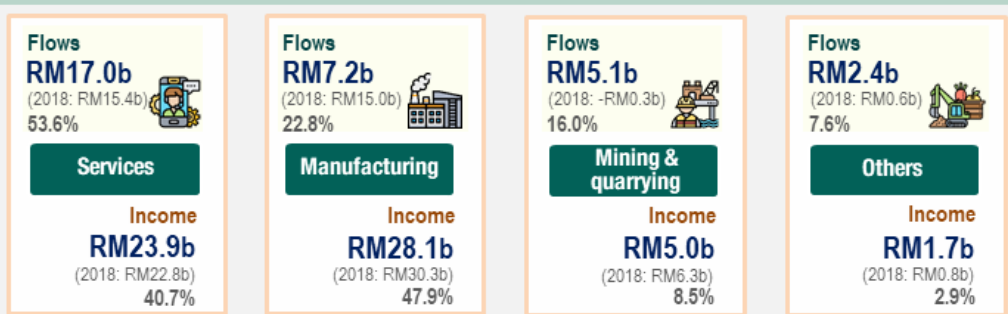 Flows
RM17.0b
(2018: RM15.4b)
53.6%
Services
Income
RM23.9b
(2018: RM22.8b)
40.7%
Flows
RM7.2b
(2018: RM15.0b)
22.8%
Manufacturing
Income
RM28.1b
(2018: RM30.3b)
47.9%
Flows
RM5.1b
(2018: -RM0.3b)
16.0%
Mining &
quarrying
Income
RM5.0b
(2018: RM6.3b)
8.5%
Flows
RM2.4b
(2018: RM0.6b)
7.6%
Others
Income
RM1.7b
(2018: RM0.8b)
2.9%